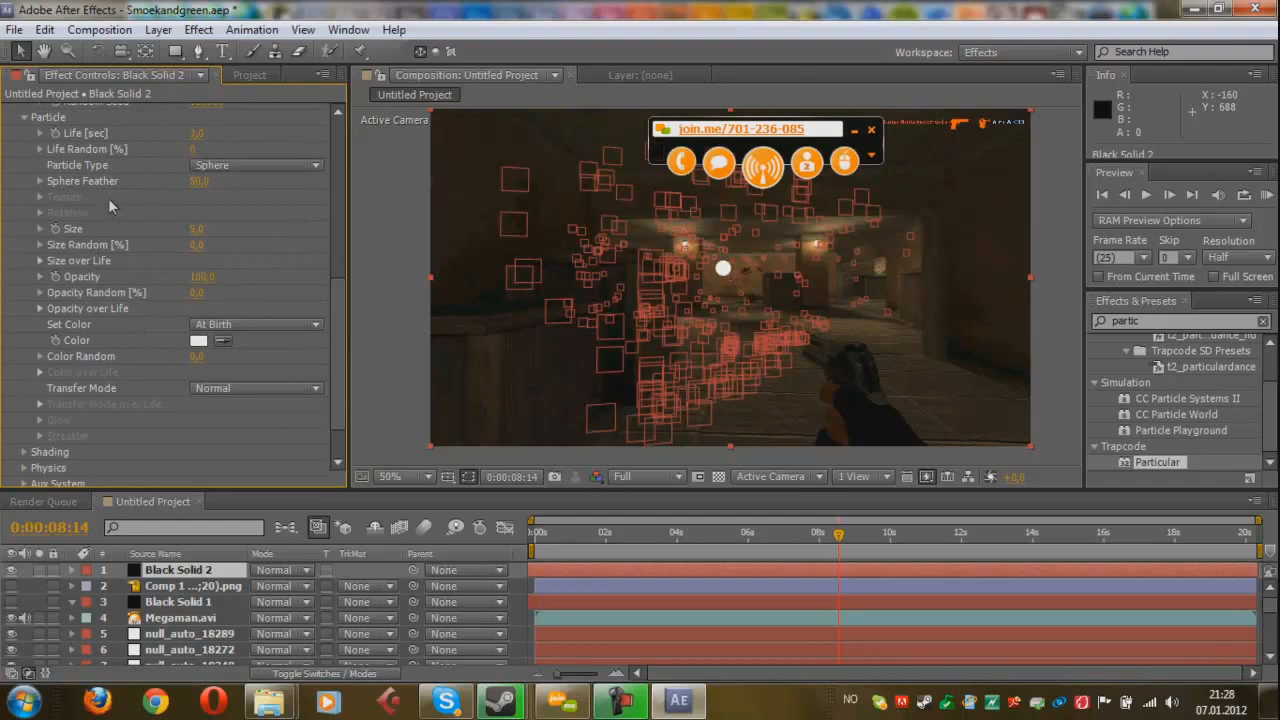 Adobe After Effects - Smoekandgreen.aep *
File Edit Composition Layer Effect Animation View Window Help
Workspace: Effects Search Help
Effect Controls: Black Solid 2 Project
Untitled Project • Black Solid 2
Random Seed
Particle
Life [sec] 3,0
Life Random [%] 0
Particle Type Sphere
Sphere Feather 50,0
Texture
Rotation
Size 5,0
Size Random [%] 0,0
Size over Life
Opacity 100,0
Opacity Random [%] 0,0
Opacity over Life
Set Color At Birth
Color
Color Random 0,0
Color over Life
Transfer Mode Normal
Transfer Mode over Life
Glow
Streaklet
Shading
Physics
Aux System
Composition: Untitled Project Layer: (none)
Untitled Project
Active Camera
join.me/701-236-085
50% 0:00:08:14 Full Active Camera 1 View +0,0
Info
R: X: -160
G: Y: 688
B:
A: 0
Black Solid 2
Preview
RAM Preview Options
Frame Rate Skip Resolution
(25) 0 Half
From Current Time Full Screen
Effects & Presets
partic
Trapcode SD Presets
t2_particulardance
Simulation
CC Particle Systems II
CC Particle World
Particle Playground
Trapcode
Particular
Render Queue Untitled Project
0:00:08:14
:00s 02s 04s 06s 08s 10s 12s 14s 16s 18s 20s
# Source Name Mode T TrkMat Parent
1 Black Solid 2 Normal None
2 Comp 1 ...;20).png Normal None None
3 Black Solid 1 Normal None None
4 Megaman.avi Normal None None
5 null_auto_18289 Normal None None
6 null_auto_18272 Normal None None
Toggle Switches / Modes
NO 21:28
07.01.2012